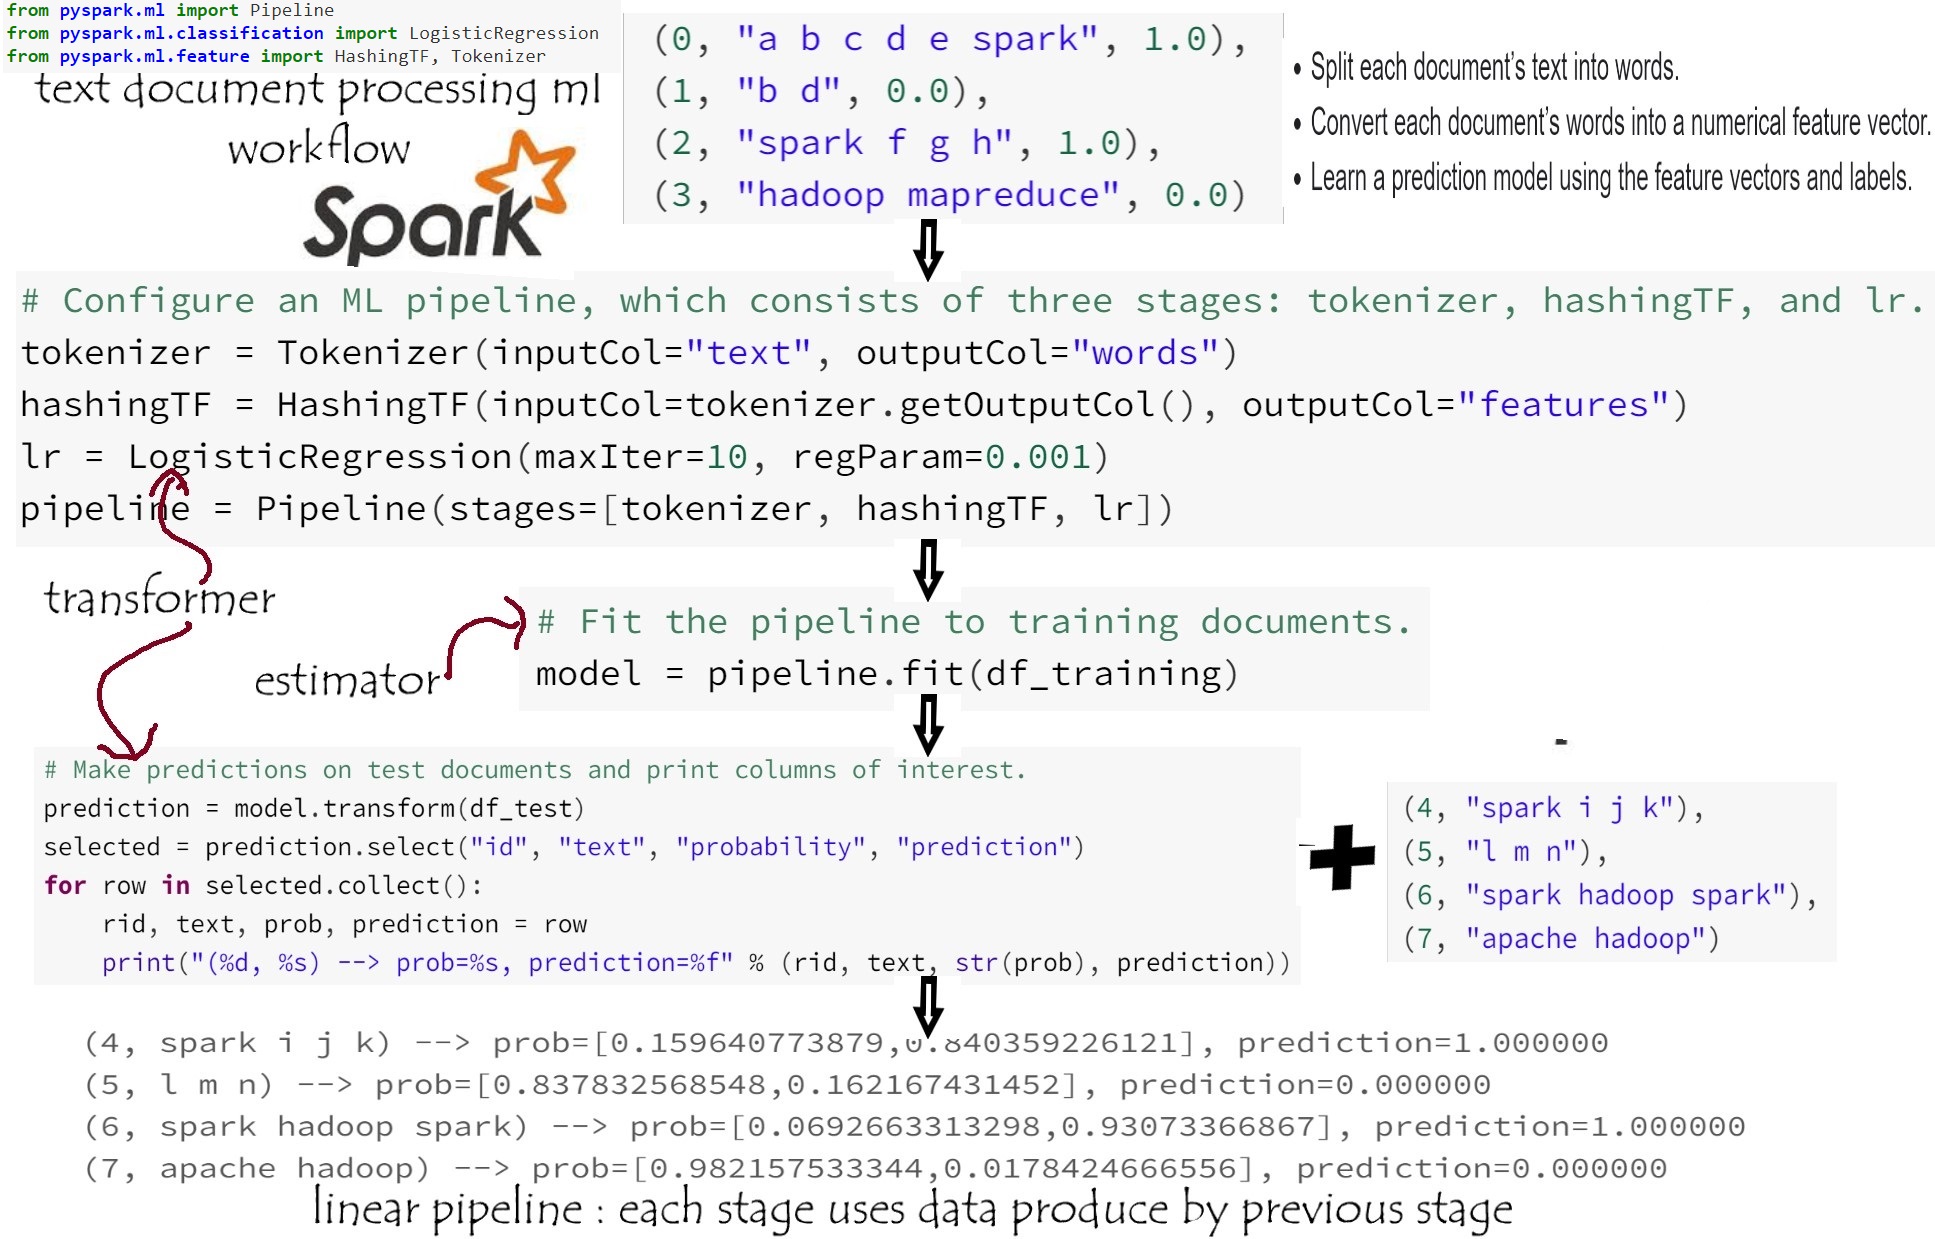 from pyspark.ml import Pipeline
from pyspark.ml.classification import LogisticRegression
from pyspark.ml.feature import HashingTF, Tokenizer
text document processing ml
workflow
Spark
(0, "a b c d e spark", 1.0),
(1, "b d", 0.0),
(2, "spark f g h", 1.0),
(3, "hadoop mapreduce", 0.0)
• Split each document's text into words.
• Convert each document's words into a numerical feature vector.
• Learn a prediction model using the feature vectors and labels.
# Configure an ML pipeline, which consists of three stages: tokenizer, hashingTF, and lr.
tokenizer = Tokenizer(inputCol="text", outputCol="words")
hashingTF = HashingTF(inputCol=tokenizer.getOutputCol(), outputCol="features")
lr = LogisticRegression(maxIter=10, regParam=0.001)
pipeline = Pipeline(stages=[tokenizer, hashingTF, lr])
transformer
estimator
# Fit the pipeline to training documents.
model = pipeline.fit(df_training)
# Make predictions on test documents and print columns of interest.
prediction = model.transform(df_test)
selected = prediction.select("id", "text", "probability", "prediction")
for row in selected.collect():
    rid, text, prob, prediction = row
    print("(%d, %s) --> prob=%s, prediction=%f" % (rid, text, str(prob), prediction))
(4, "spark i j k"),
(5, "l m n"),
(6, "spark hadoop spark"),
(7, "apache hadoop")
(4, spark i j k) --> prob=[0.159640773879,0.840359226121], prediction=1.000000
(5, l m n) --> prob=[0.837832568548,0.162167431452], prediction=0.000000
(6, spark hadoop spark) --> prob=[0.0692663313298,0.93073366867], prediction=1.000000
(7, apache hadoop) --> prob=[0.982157533344,0.0178424666556], prediction=0.000000
linear pipeline : each stage uses data produce by previous stage